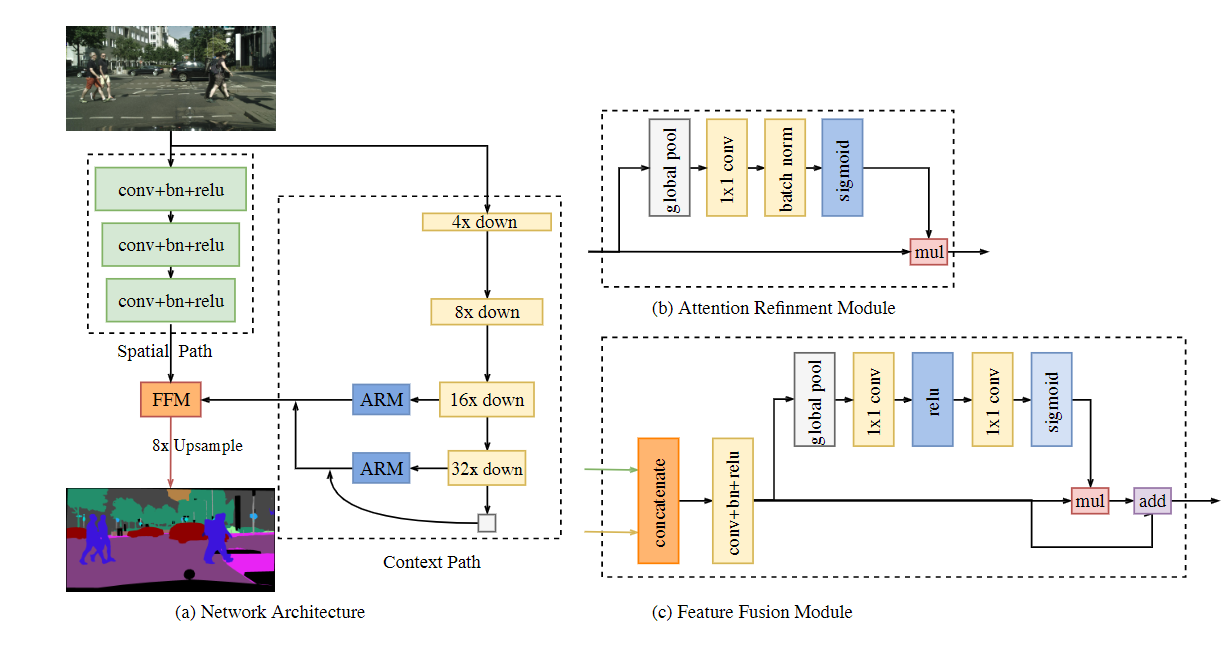 conv+bn+relu
conv+bn+relu
conv+bn+relu
Spatial Path
FFM
8x Upsample
4x down
8x down
ARM
16x down
ARM
32x down
Context Path
(a) Network Architecture
global pool
1x1 conv
batch norm
sigmoid
mul
(b) Attention Refinment Module
concatenate
conv+bn+relu
global pool
1x1 conv
relu
1x1 conv
sigmoid
mul
add
(c) Feature Fusion Module